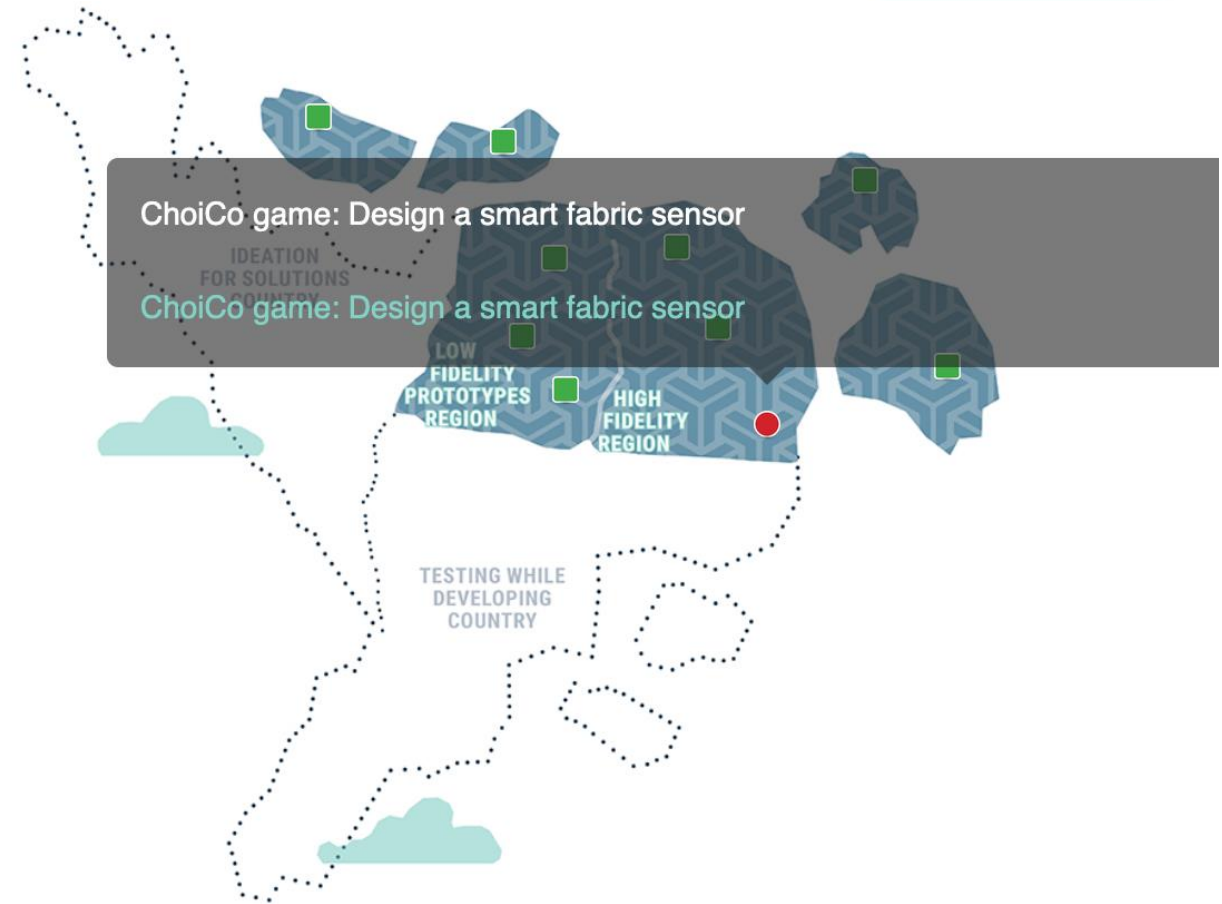 ChoiCo game: Design a smart fabric sensor
IDEATION
FOR SOLUTIONS
COUNTRY
ChoiCo game: Design a smart fabric sensor
LOW
FIDELITY
PROTOTYPES
REGION
HIGH
FIDELITY
REGION
TESTING WHILE
DEVELOPING
COUNTRY